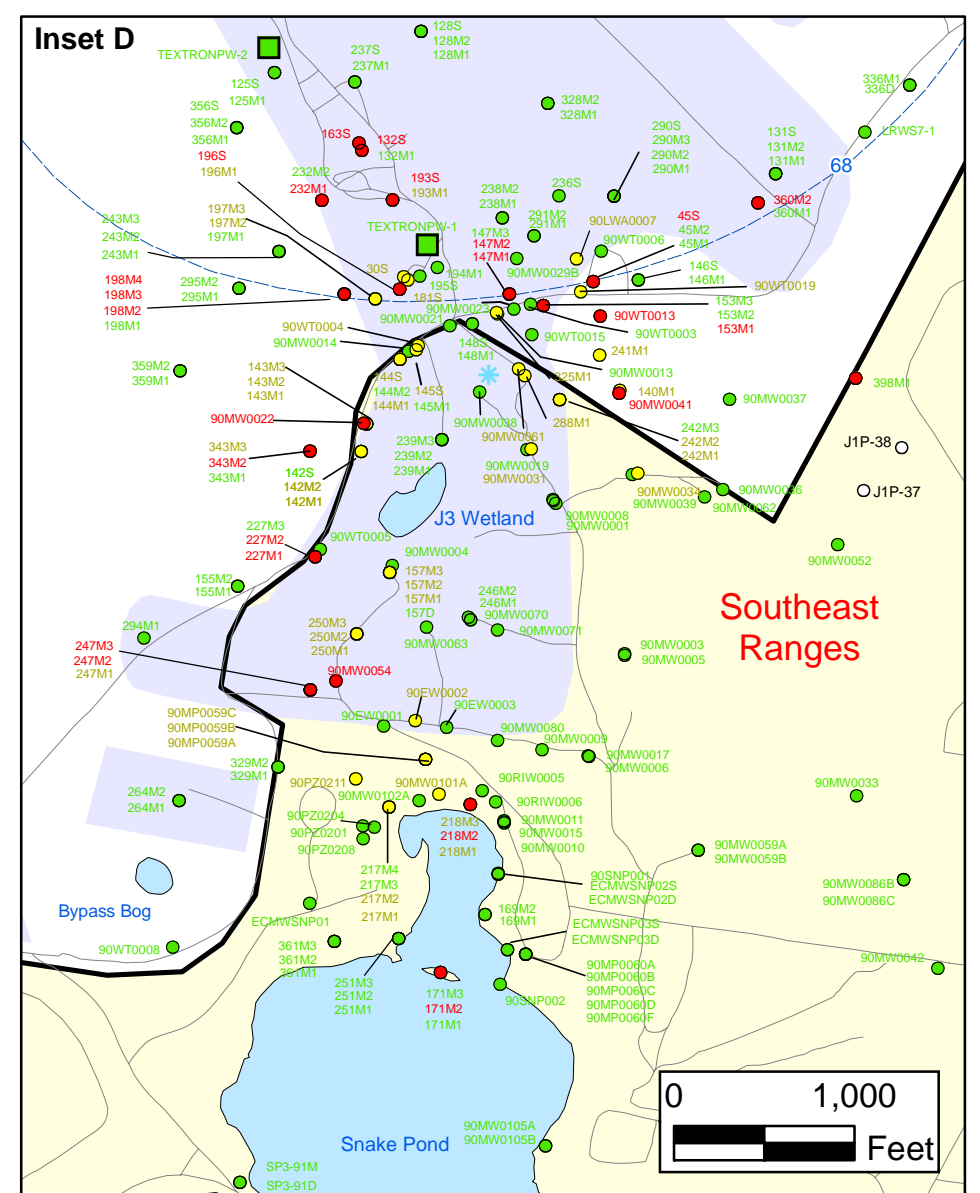 Inset D
TEXTRONPW-2
128S
128M2
128M1
237S
237M1
125S
125M1
336M1
336D
328M2
328M1
356S
356M2
356M1
LRWS7-1
163S
132S
132M1
290S
290M3
290M2
290M1
131S
131M2
131M1
68
196S
196M1
232M2
232M1
193S
193M1
238M2
238M1
236S
360M2
360M1
197M3
197M2
197M1
243M3
243M2
243M1
TEXTRONPW-1
147M3
147M2
147M1
291M2
291M1
90LWA0007
45S
45M2
45M1
90WT0006
30S
194M1
195S
181S
90MW0029B
146S
146M1
90WT0019
198M4
198M3
198M2
198M1
295M2
295M1
90MW0023
90MW0021
153M3
153M2
153M1
90WT0013
90WT0003
90WT0015
90WT0004
90MW0014
148S
148M1
241M1
90MW0013
325M1
359M2
359M1
143M3
143M2
143M1
144S
144M2
144M1
145S
145M1
140M1
90MW0041
90MW0037
398M1
90MW0022
90MW0038
288M1
242M3
242M2
242M1
J1P-38
343M3
343M2
343M1
142S
142M2
142M1
239M3
239M2
239M1
90MW0061
90MW0019
90MW0031
90MW0034
90MW0039
90MW0036
90MW0062
J1P-37
J3 Wetland
90MW0008
90MW0001
227M3
227M2
227M1
90WT0005
90MW0004
90MW0052
155M2
155M1
157M3
157M2
157M1
157D
246M2
246M1
90MW0070
90MW0071
Southeast
Ranges
294M1
250M3
250M2
250M1
90MW0063
90MW0003
90MW0005
247M3
247M2
247M1
90MW0054
90EW0002
90EW0003
90EW0001
90MP0059C
90MP0059B
90MP0059A
90MW0080
90MW0009
90MW0017
90MW0006
329M2
329M1
264M2
264M1
90PZ0211
90MW0101A
90MW0102A
90RIW0005
90RIW0006
90MW0033
90PZ0204
90PZ0201
90PZ0208
218M3
218M2
218M1
90MW0011
90MW0015
90MW0010
90MW0059A
90MW0059B
217M4
217M3
217M2
217M1
90SNP001
ECMWSNP02S
ECMWSNP02D
90MW0086B
90MW0086C
Bypass Bog
ECMWSNP01
169M2
169M1
ECMWSNP03S
ECMWSNP03D
90WT0008
361M3
361M2
361M1
251M3
251M2
251M1
90MP0060A
90MP0060B
90MP0060C
90MP0060D
90MP0060F
90MW0042
171M3
171M2
171M1
90SNP002
0 1,000
Feet
90MW0105A
90MW0105B
Snake Pond
SP3-91M
SP3-91D